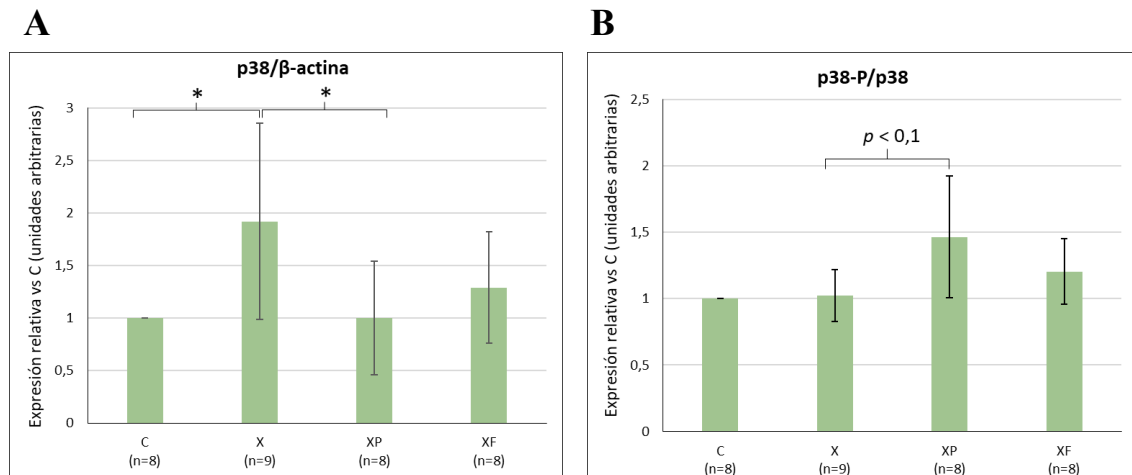 A
p38/β-actina
Expresión relativa vs C (unidades arbitrarias)
3
2,5
2
1,5
1
0,5
0
*
*
C
X
XP
XF
(n=8)
(n=9)
(n=8)
(n=8)
B
p38-P/p38
Expresión relativa vs C (unidades arbitrarias)
2,5
2
1,5
1
0,5
0
p < 0,1
C
X
XP
XF
(n=8)
(n=9)
(n=8)
(n=8)